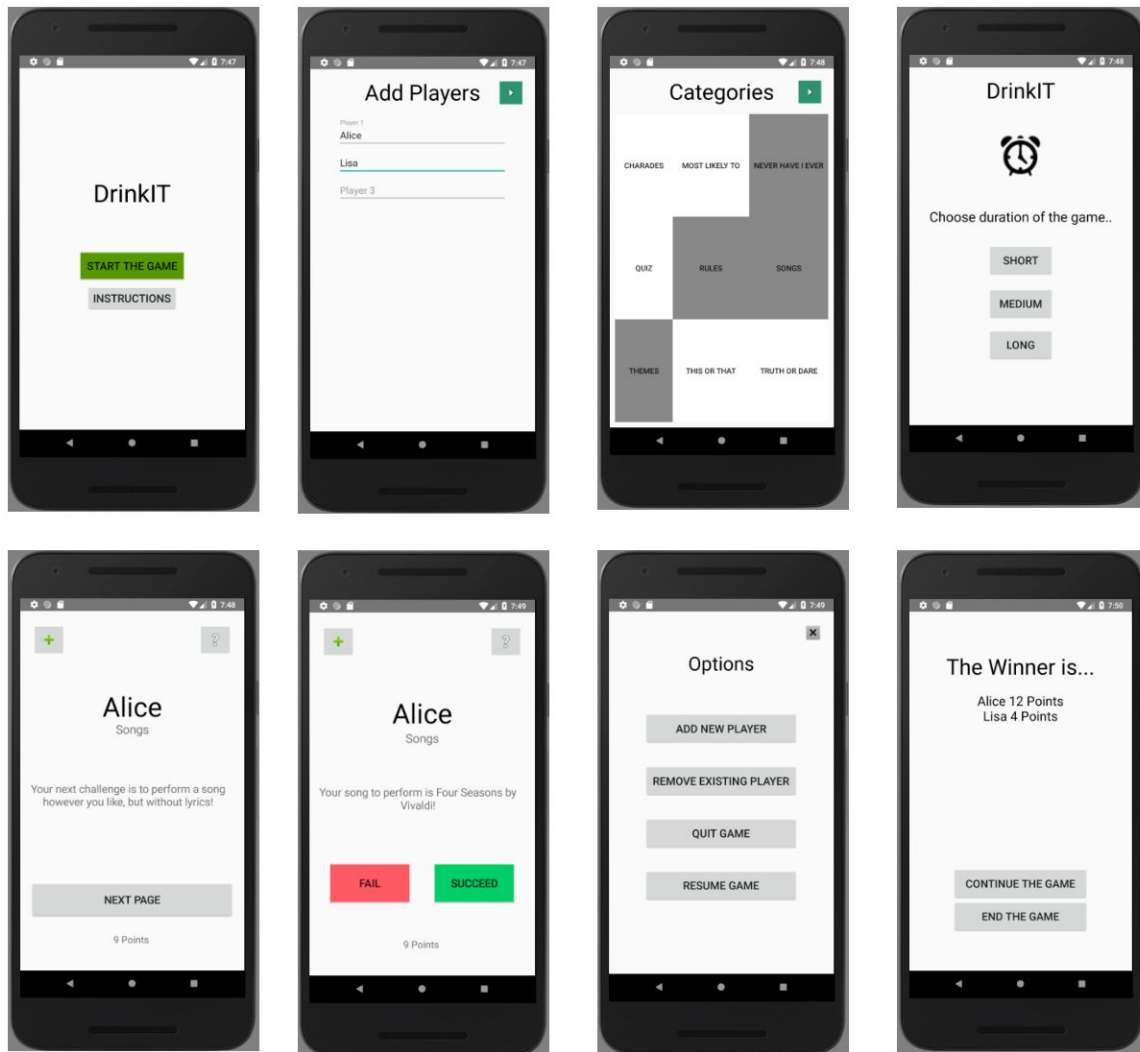 7:47
DrinkIT
START THE GAME
INSTRUCTIONS
7:47
Add Players
Player 1
Alice
Lisa
Player 3
7:48
Categories
CHARADES MOST LIKELY TO NEVER HAVE I EVER
QUIZ RULES SONGS
THEMES THIS OR THAT TRUTH OR DARE
7:48
DrinkIT
Choose duration of the game..
SHORT
MEDIUM
LONG
7:48
+ ?
Alice
Songs
Your next challenge is to perform a song
however you like, but without lyrics!
NEXT PAGE
9 Points
7:49
+ ?
Alice
Songs
Your song to perform is Four Seasons by
Vivaldi!
FAIL SUCCEED
9 Points
7:49
Options
ADD NEW PLAYER
REMOVE EXISTING PLAYER
QUIT GAME
RESUME GAME
7:50
The Winner is...
Alice 12 Points
Lisa 4 Points
CONTINUE THE GAME
END THE GAME